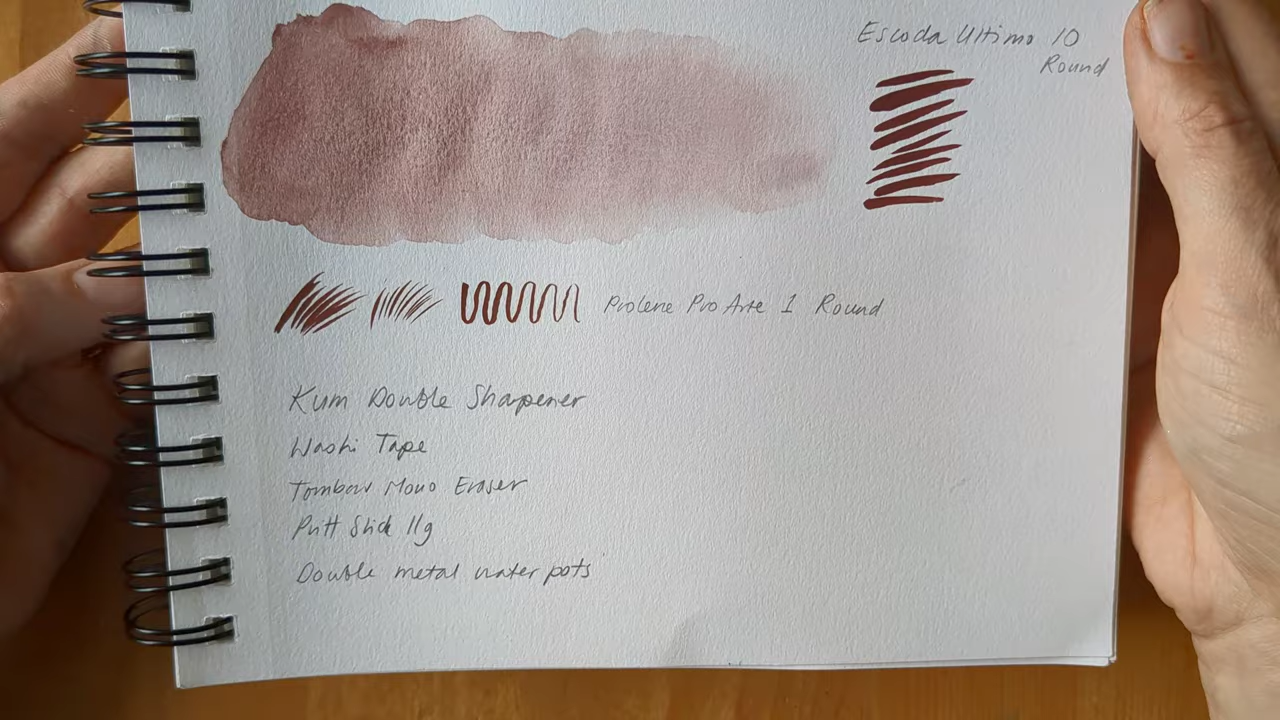 Escoda Ultimo 10
Round
Prolene Pro Arte 1 Round
Kum Double Sharpener
Washi Tape
Tombow Mono Eraser
Pritt Stick 11g
Double metal water pots